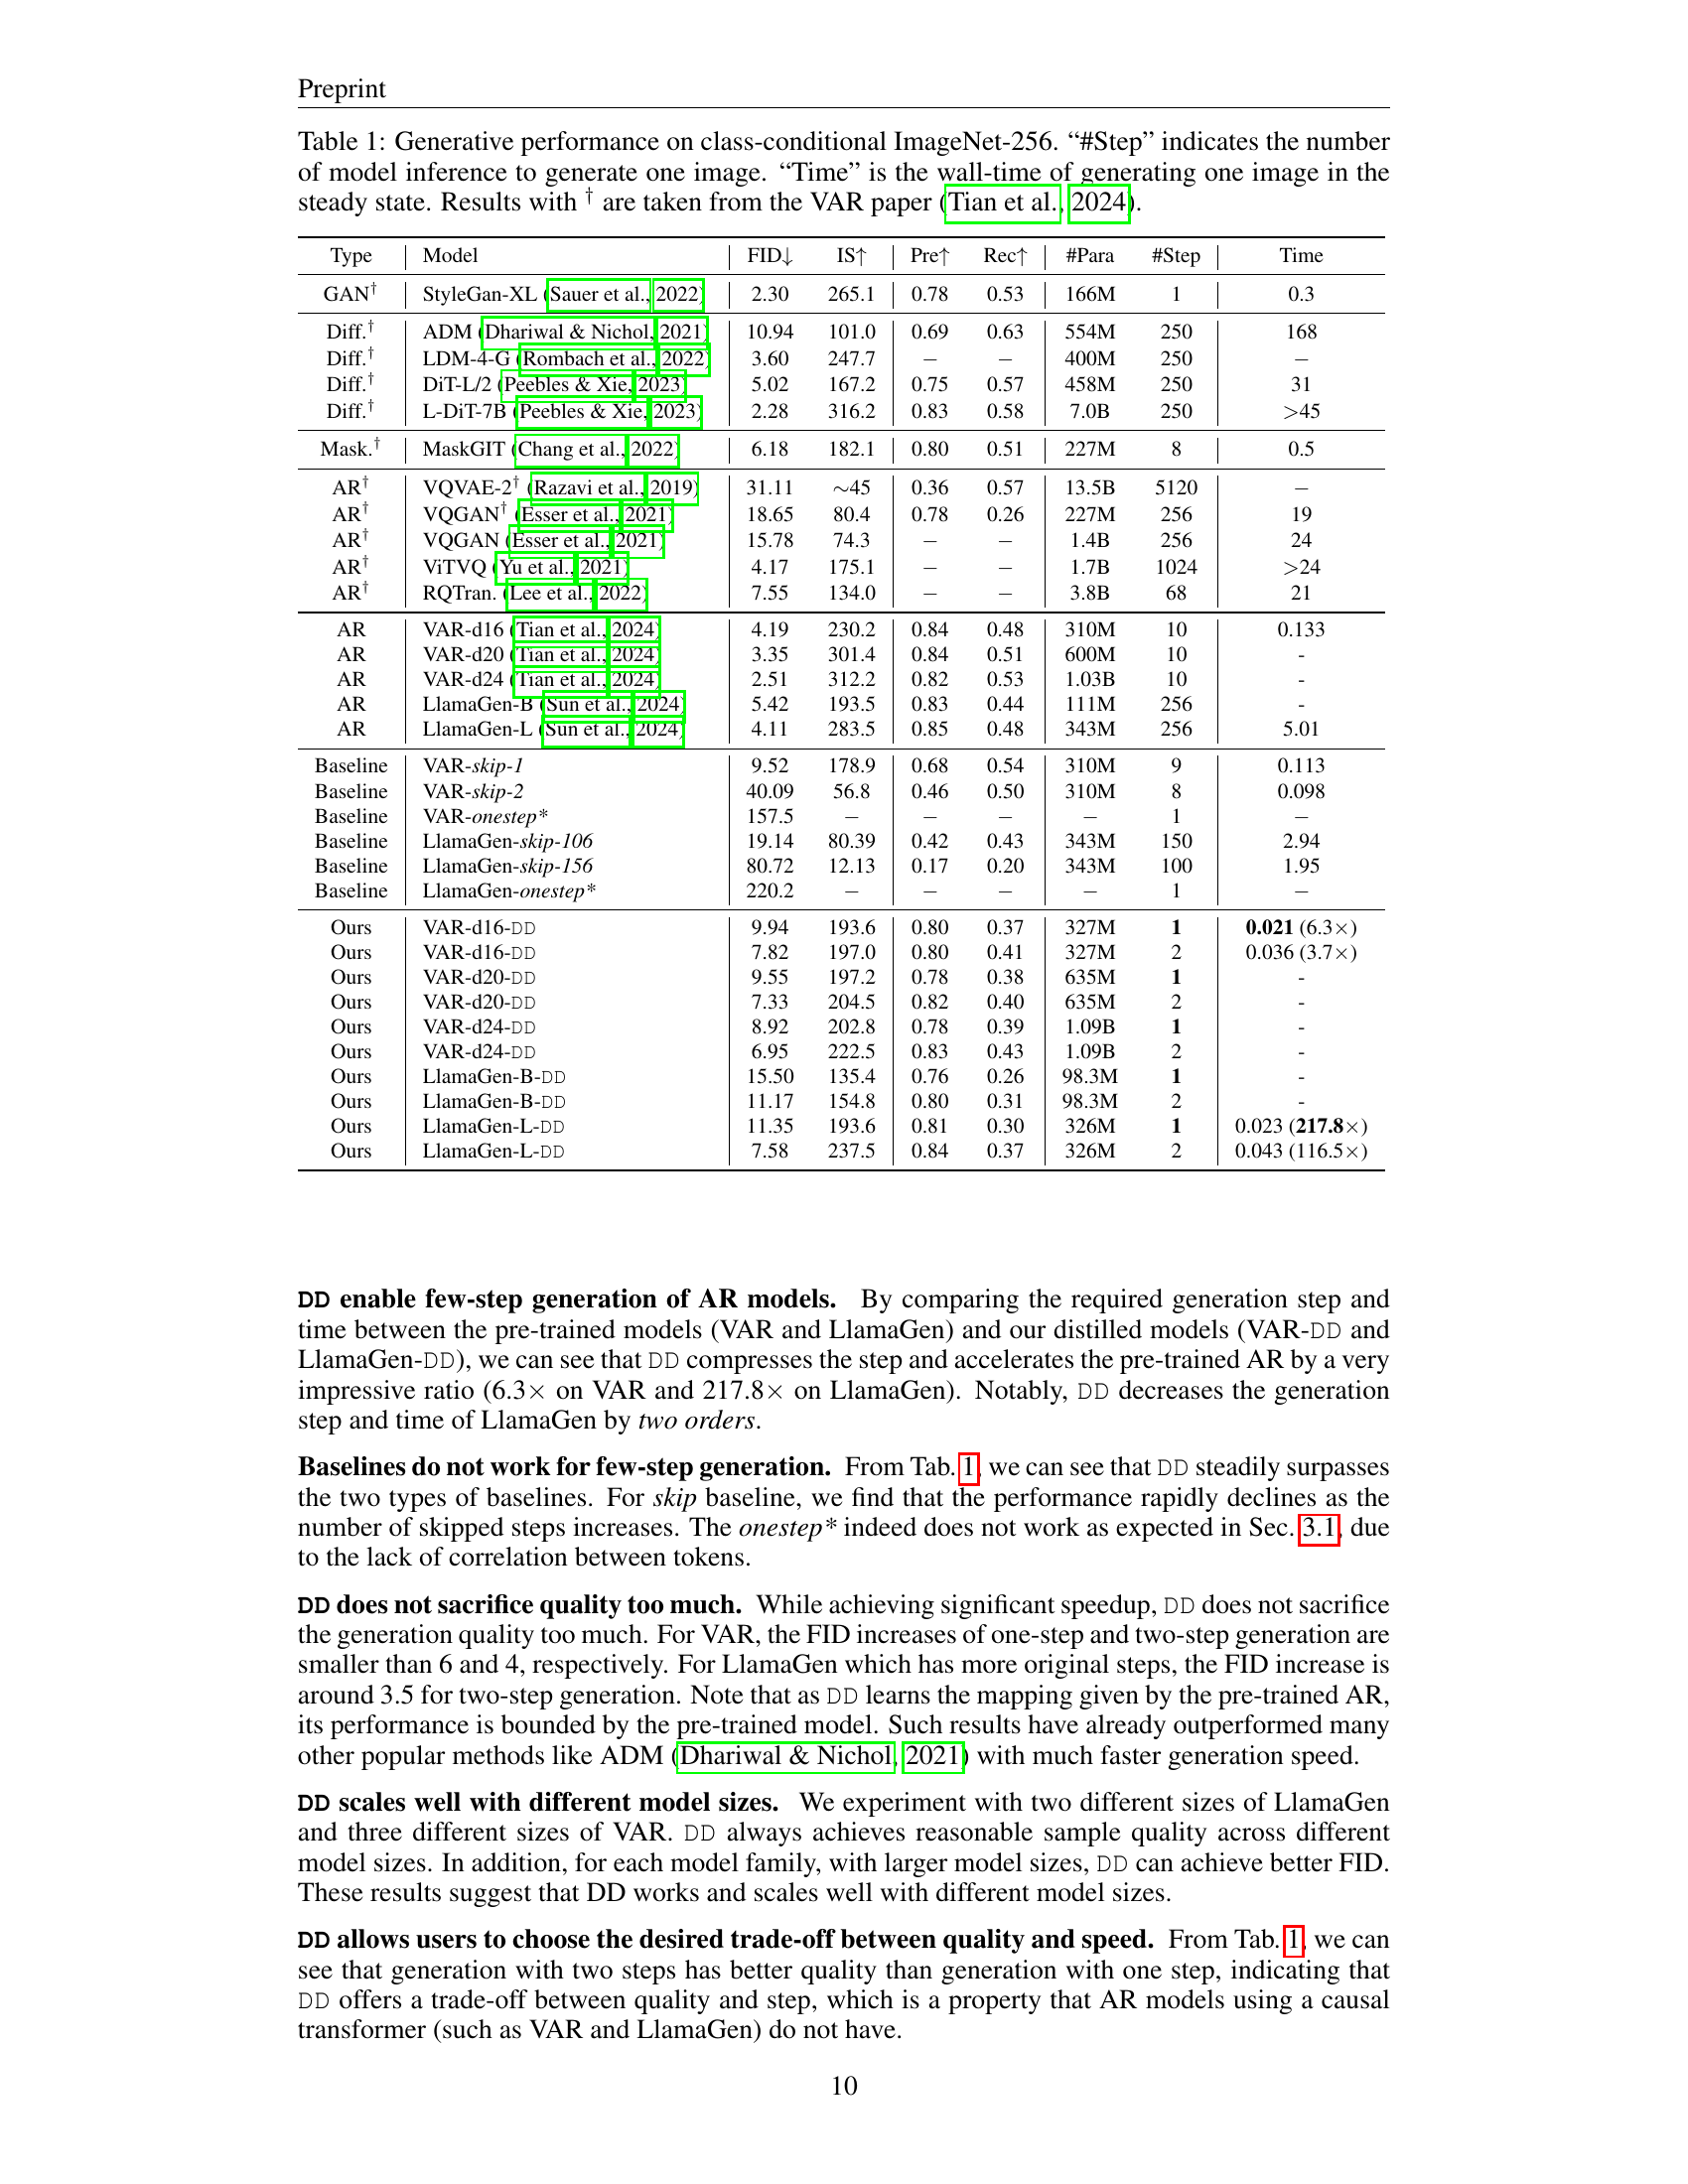 Preprint
Table 1: Generative performance on class-conditional ImageNet-256. “#Step” indicates the number
of model inference to generate one image. “Time” is the wall-time of generating one image in the
steady state. Results with † are taken from the VAR paper (Tian et al., 2024).
Type Model FID↓ IS↑ Pre↑ Rec↑ #Para #Step Time
GAN† StyleGan-XL (Sauer et al., 2022) 2.30 265.1 0.78 0.53 166M 1 0.3
Diff.† ADM (Dhariwal & Nichol, 2021) 10.94 101.0 0.69 0.63 554M 250 168
Diff.† LDM-4-G (Rombach et al., 2022) 3.60 247.7 − − 400M 250 −
Diff.† DiT-L/2 (Peebles & Xie, 2023) 5.02 167.2 0.75 0.57 458M 250 31
Diff.† L-DiT-7B (Peebles & Xie, 2023) 2.28 316.2 0.83 0.58 7.0B 250 >45
Mask.† MaskGIT (Chang et al., 2022) 6.18 182.1 0.80 0.51 227M 8 0.5
AR† VQVAE-2† (Razavi et al., 2019) 31.11 ∼45 0.36 0.57 13.5B 5120 −
AR† VQGAN† (Esser et al., 2021) 18.65 80.4 0.78 0.26 227M 256 19
AR† VQGAN (Esser et al., 2021) 15.78 74.3 − − 1.4B 256 24
AR† ViTVQ (Yu et al., 2021) 4.17 175.1 − − 1.7B 1024 >24
AR† RQTran. (Lee et al., 2022) 7.55 134.0 − − 3.8B 68 21
AR VAR-d16 (Tian et al., 2024) 4.19 230.2 0.84 0.48 310M 10 0.133
AR VAR-d20 (Tian et al., 2024) 3.35 301.4 0.84 0.51 600M 10 -
AR VAR-d24 (Tian et al., 2024) 2.51 312.2 0.82 0.53 1.03B 10 -
AR LlamaGen-B (Sun et al., 2024) 5.42 193.5 0.83 0.44 111M 256 -
AR LlamaGen-L (Sun et al., 2024) 4.11 283.5 0.85 0.48 343M 256 5.01
Baseline VAR-skip-1 9.52 178.9 0.68 0.54 310M 9 0.113
Baseline VAR-skip-2 40.09 56.8 0.46 0.50 310M 8 0.098
Baseline VAR-onestep* 157.5 − − − − 1 −
Baseline LlamaGen-skip-106 19.14 80.39 0.42 0.43 343M 150 2.94
Baseline LlamaGen-skip-156 80.72 12.13 0.17 0.20 343M 100 1.95
Baseline LlamaGen-onestep* 220.2 − − − − 1 −
Ours VAR-d16-DD 9.94 193.6 0.80 0.37 327M 1 0.021 (6.3×)
Ours VAR-d16-DD 7.82 197.0 0.80 0.41 327M 2 0.036 (3.7×)
Ours VAR-d20-DD 9.55 197.2 0.78 0.38 635M 1 -
Ours VAR-d20-DD 7.33 204.5 0.82 0.40 635M 2 -
Ours VAR-d24-DD 8.92 202.8 0.78 0.39 1.09B 1 -
Ours VAR-d24-DD 6.95 222.5 0.83 0.43 1.09B 2 -
Ours LlamaGen-B-DD 15.50 135.4 0.76 0.26 98.3M 1 -
Ours LlamaGen-B-DD 11.17 154.8 0.80 0.31 98.3M 2 -
Ours LlamaGen-L-DD 11.35 193.6 0.81 0.30 326M 1 0.023 (217.8×)
Ours LlamaGen-L-DD 7.58 237.5 0.84 0.37 326M 2 0.043 (116.5×)
DD enable few-step generation of AR models. By comparing the required generation step and
time between the pre-trained models (VAR and LlamaGen) and our distilled models (VAR-DD and
LlamaGen-DD), we can see that DD compresses the step and accelerates the pre-trained AR by a very
impressive ratio (6.3× on VAR and 217.8× on LlamaGen). Notably, DD decreases the generation
step and time of LlamaGen by two orders.
Baselines do not work for few-step generation. From Tab. 1, we can see that DD steadily surpasses
the two types of baselines. For skip baseline, we find that the performance rapidly declines as the
number of skipped steps increases. The onestep* indeed does not work as expected in Sec. 3.1, due
to the lack of correlation between tokens.
DD does not sacrifice quality too much. While achieving significant speedup, DD does not sacrifice
the generation quality too much. For VAR, the FID increases of one-step and two-step generation are
smaller than 6 and 4, respectively. For LlamaGen which has more original steps, the FID increase is
around 3.5 for two-step generation. Note that as DD learns the mapping given by the pre-trained AR,
its performance is bounded by the pre-trained model. Such results have already outperformed many
other popular methods like ADM (Dhariwal & Nichol, 2021) with much faster generation speed.
DD scales well with different model sizes. We experiment with two different sizes of LlamaGen
and three different sizes of VAR. DD always achieves reasonable sample quality across different
model sizes. In addition, for each model family, with larger model sizes, DD can achieve better FID.
These results suggest that DD works and scales well with different model sizes.
DD allows users to choose the desired trade-off between quality and speed. From Tab. 1, we can
see that generation with two steps has better quality than generation with one step, indicating that
DD offers a trade-off between quality and step, which is a property that AR models using a causal
transformer (such as VAR and LlamaGen) do not have.
10